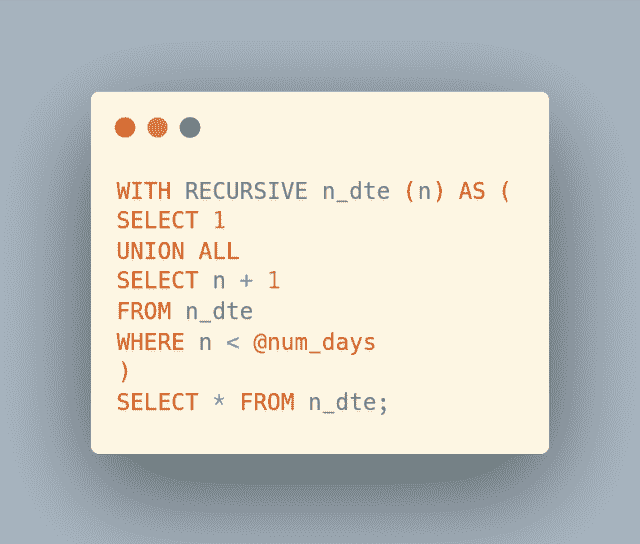 WITH RECURSIVE n_dte (n) AS (
SELECT 1
UNION ALL
SELECT n + 1
FROM n_dte
WHERE n < @num_days
)
SELECT * FROM n_dte;